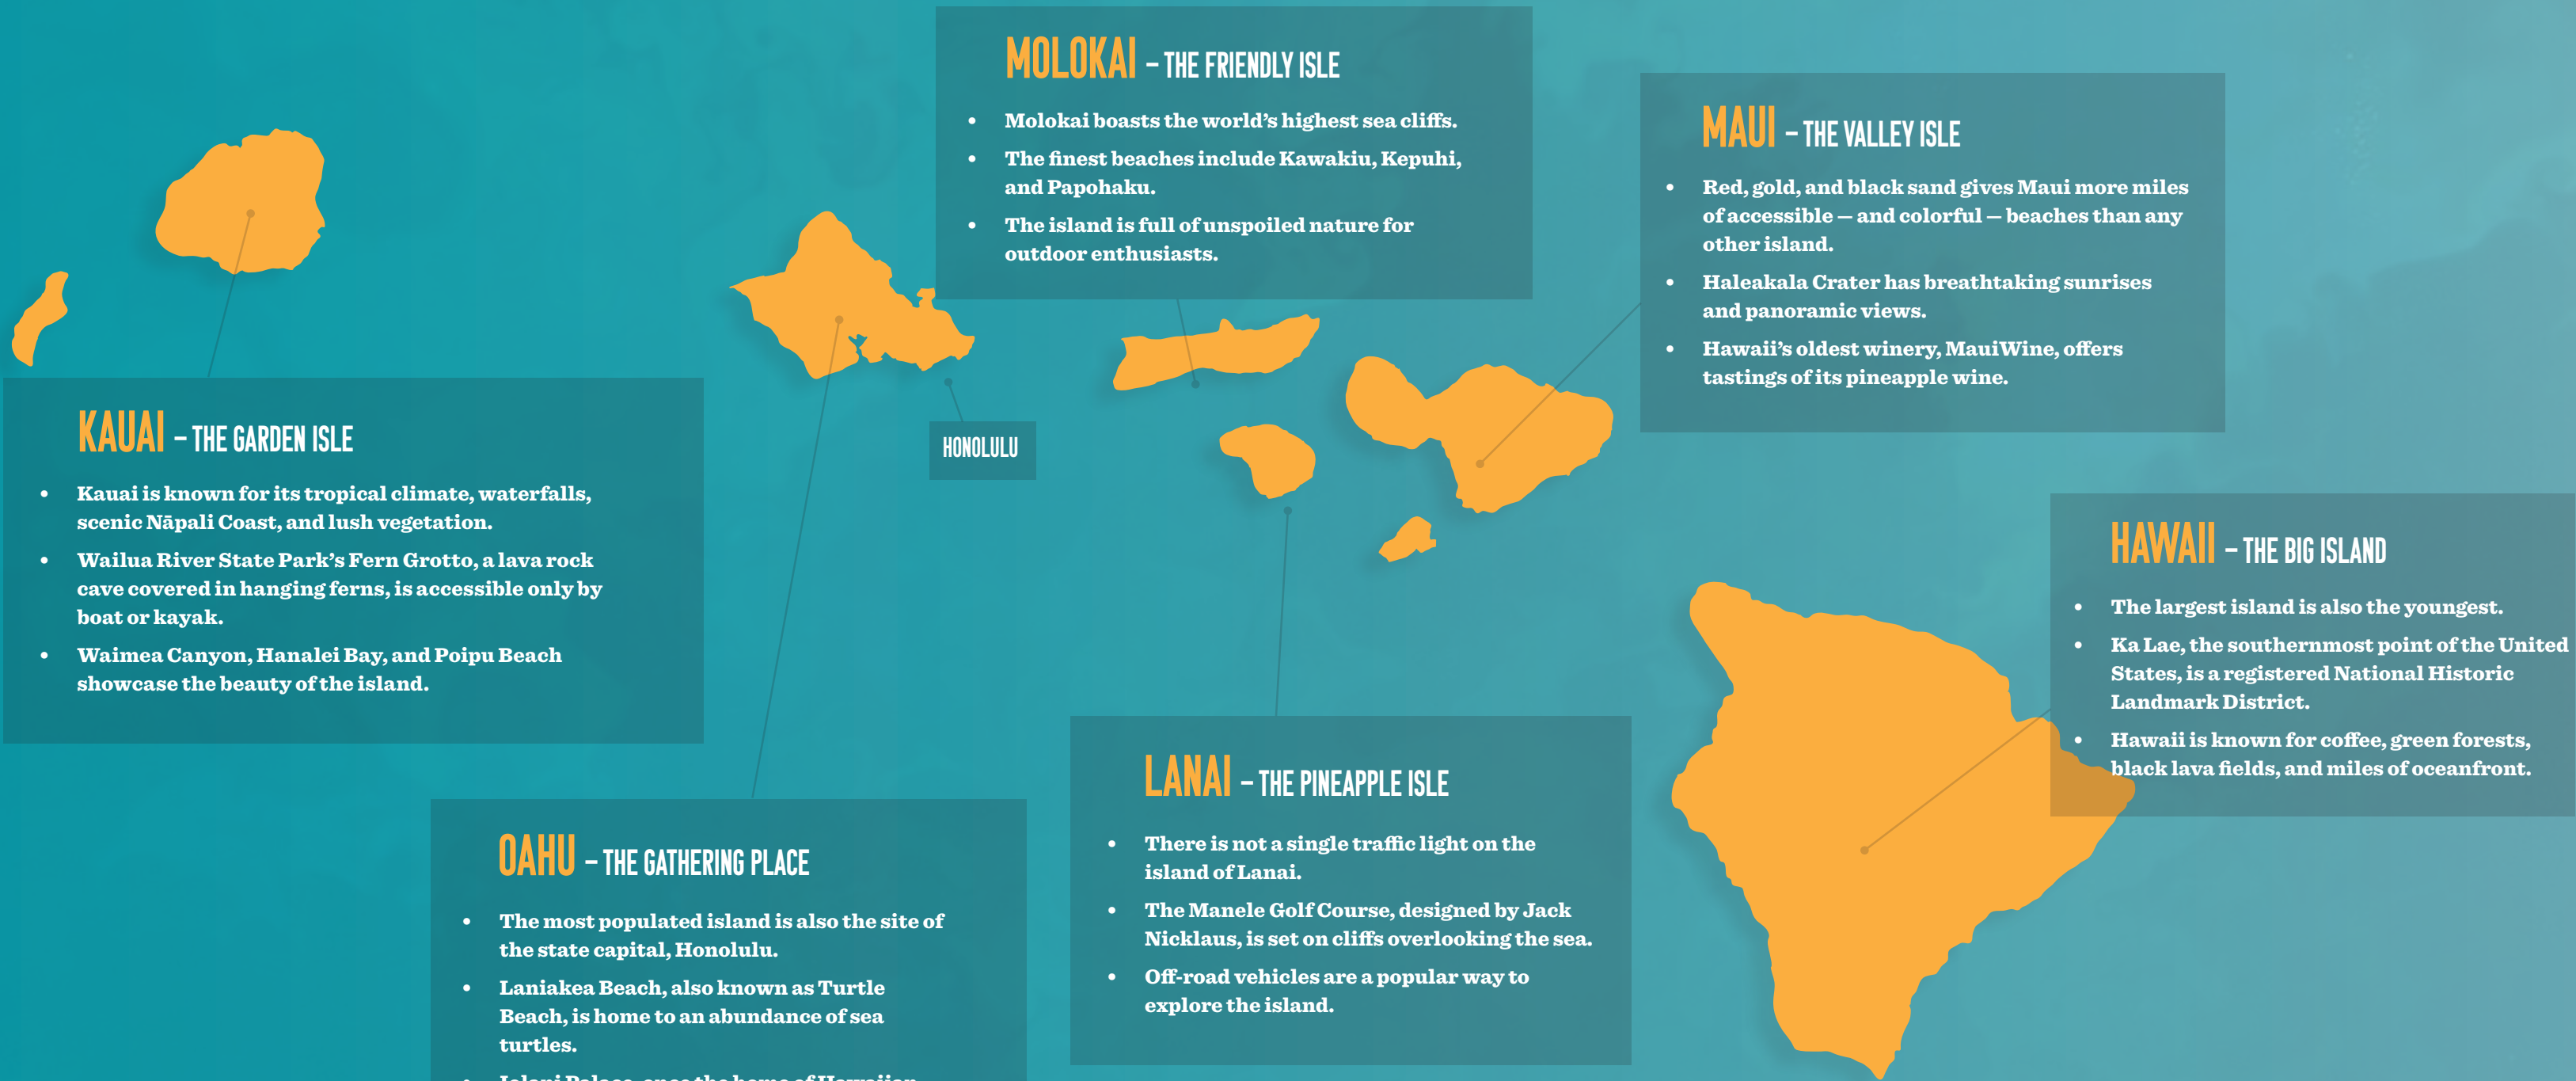 MOLOKAI – THE FRIENDLY ISLE
• Molokai boasts the world’s highest sea cliffs.
• The finest beaches include Kawakiu, Kepuhi,
and Papohaku.
• The island is full of unspoiled nature for
outdoor enthusiasts.
MAUI – THE VALLEY ISLE
• Red, gold, and black sand gives Maui more miles
of accessible — and colorful — beaches than any
other island.
• Haleakala Crater has breathtaking sunrises
and panoramic views.
• Hawaii’s oldest winery, MauiWine, offers
tastings of its pineapple wine.
KAUAI – THE GARDEN ISLE
• Kauai is known for its tropical climate, waterfalls,
scenic Nāpali Coast, and lush vegetation.
• Wailua River State Park’s Fern Grotto, a lava rock
cave covered in hanging ferns, is accessible only by
boat or kayak.
• Waimea Canyon, Hanalei Bay, and Poipu Beach
showcase the beauty of the island.
HONOLULU
HAWAII – THE BIG ISLAND
• The largest island is also the youngest.
• Ka Lae, the southernmost point of the United
States, is a registered National Historic
Landmark District.
• Hawaii is known for coffee, green forests,
black lava fields, and miles of oceanfront.
OAHU – THE GATHERING PLACE
• The most populated island is also the site of
the state capital, Honolulu.
• Laniakea Beach, also known as Turtle
Beach, is home to an abundance of sea
turtles.
• Iolani Palace, once the home of Hawaiian
LANAI – THE PINEAPPLE ISLE
• There is not a single traffic light on the
island of Lanai.
• The Manele Golf Course, designed by Jack
Nicklaus, is set on cliffs overlooking the sea.
• Off-road vehicles are a popular way to
explore the island.